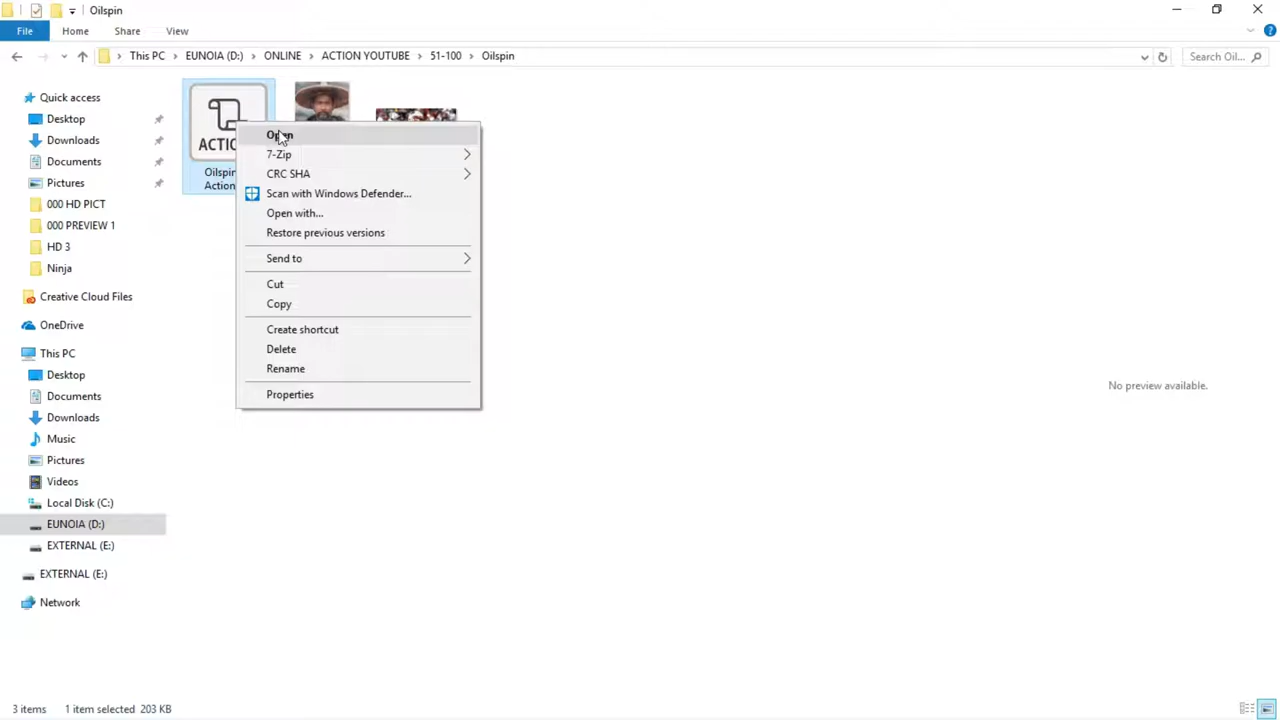 Oilspin
File
Home
Share
View
This PC
EUNOIA (D:)
ONLINE
ACTION YOUTUBE
51-100
Oilspin
Search Oil...
Quick access
Desktop
Downloads
Documents
Pictures
000 HD PICT
000 PREVIEW 1
HD 3
Ninja
Creative Cloud Files
OneDrive
This PC
Desktop
Documents
Downloads
Music
Pictures
Videos
Local Disk (C:)
EUNOIA (D:)
EXTERNAL (E:)
EXTERNAL (E:)
Network
ACTIO
Oilspin
Action
Open
7-Zip
CRC SHA
Scan with Windows Defender...
Open with...
Restore previous versions
Send to
Cut
Copy
Create shortcut
Delete
Rename
Properties
No preview available.
3 items
1 item selected 203 KB